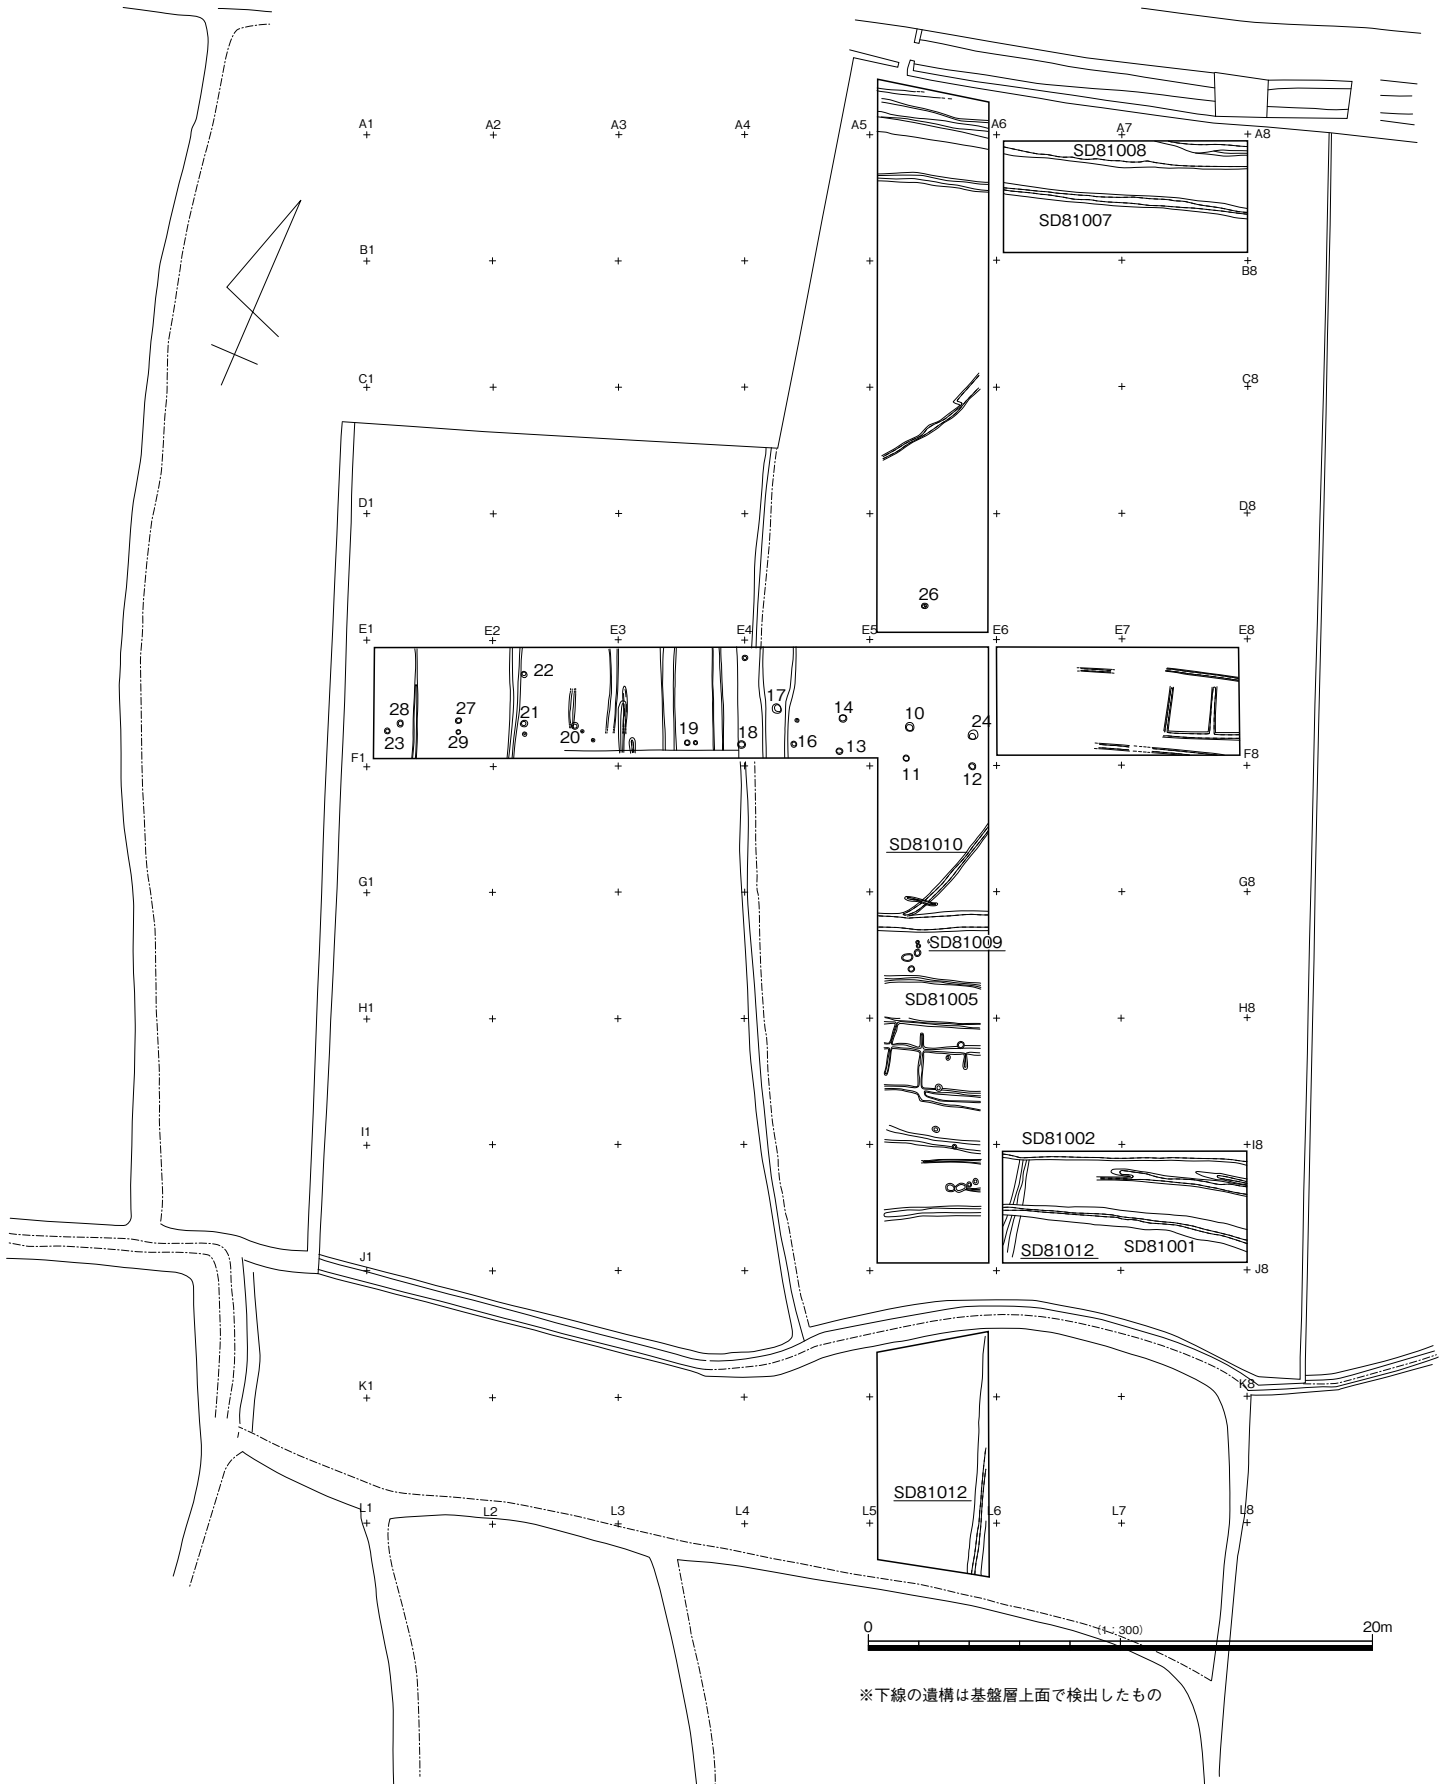 A1 A2 A3 A4 A5 A6 A7 A8
SD81008
SD81007
B1 B8
C1 C8
D1 D8
26
E1 E2 E3 E4 E5 E6 E7 E8
22
28 27 21 17 14 10 24
23 29 20 19 18 16 13
F1 11 12 F8
SD81010
G1 G8
SD81009
SD81005
H1 H8
I1 SD81002 I8
SD81012 SD81001
J1 J8
K1 K8
SD81012
L1 L2 L3 L4 L5 L6 L7 L8
0 (1:300) 20m
※下線の遺構は基盤層上面で検出したもの